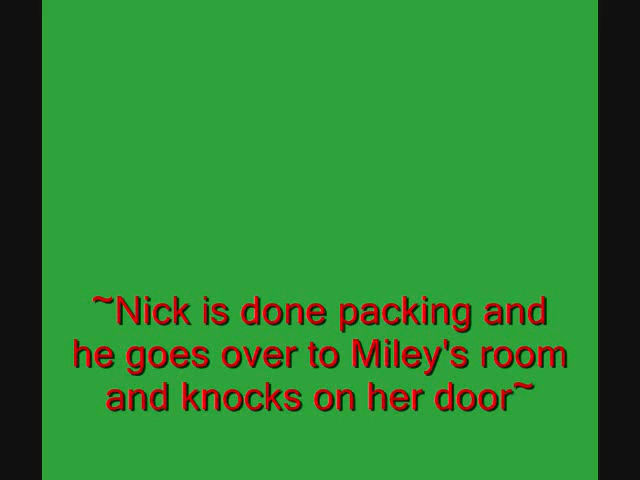 ~Nick is done packing and
he goes over to Miley's room
and knocks on her door~